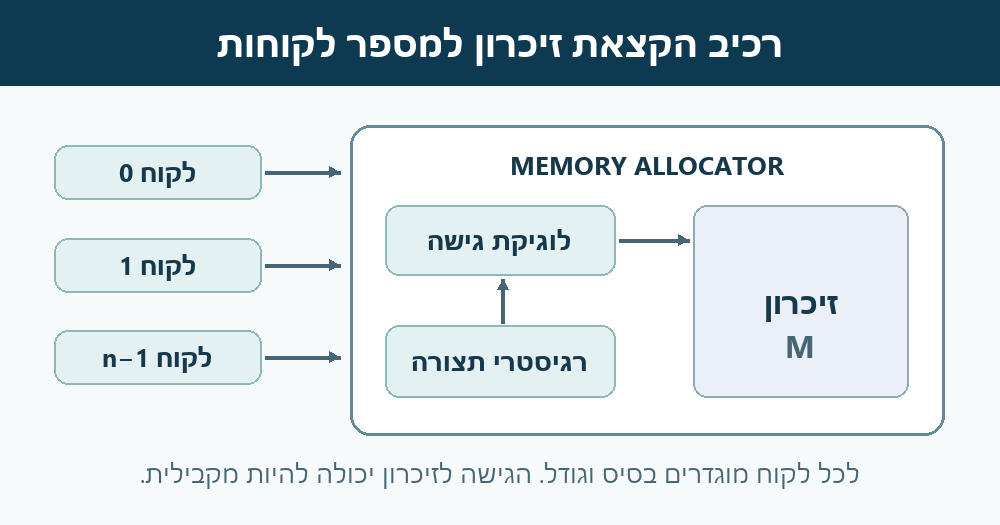 רכיב הקצאת זיכרון למספר לקוחות
MEMORY ALLOCATOR
לקוח 0
לקוח 1
לקוח n−1
לוגיקת גישה
רגיסטרי תצורה
זיכרון
M
לכל לקוח מוגדרים בסיס וגודל. הגישה לזיכרון יכולה להיות מקבילית.